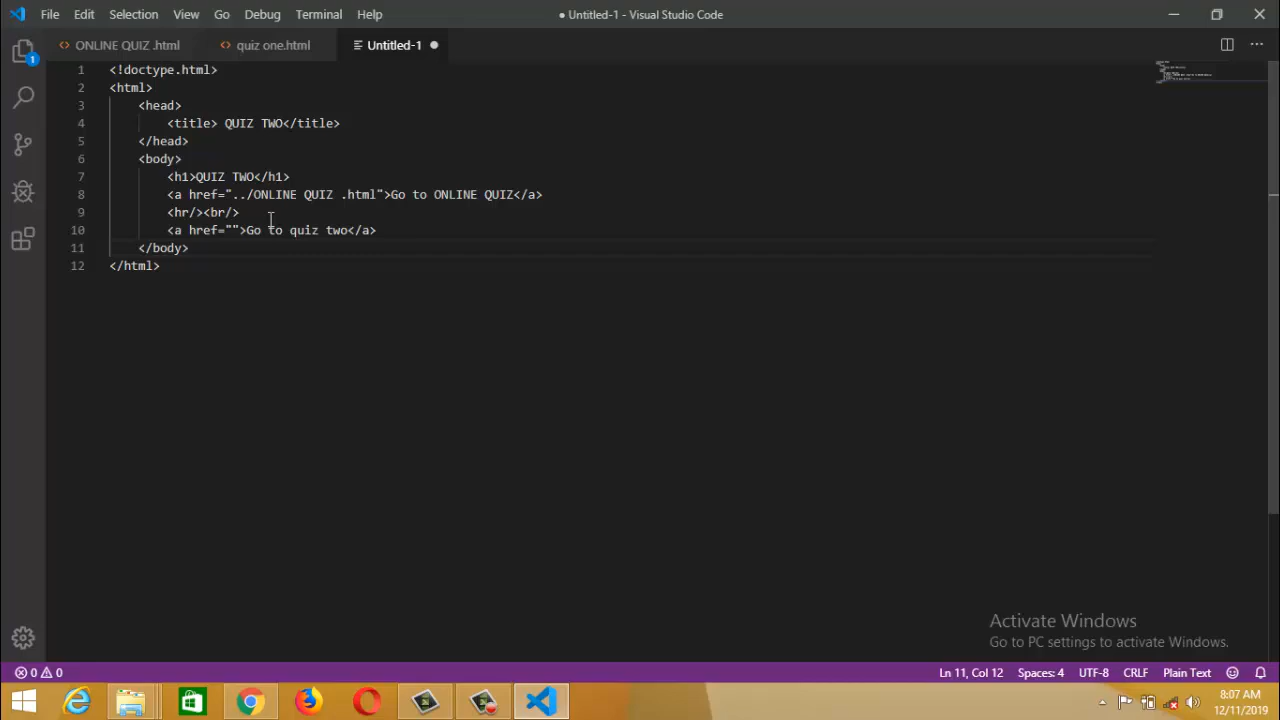 File Edit Selection View Go Debug Terminal Help
● Untitled-1 - Visual Studio Code
ONLINE QUIZ .html
quiz one.html
Untitled-1
1 <!doctype.html>
2 <html>
3 <head>
4 <title> QUIZ TWO</title>
5 </head>
6 <body>
7 <h1>QUIZ TWO</h1>
8 <a href="../ONLINE QUIZ .html">Go to ONLINE QUIZ</a>
9 <hr/><br/>
10 <a href="">Go to quiz two</a>
11 </body>
12 </html>
1
Activate Windows
Go to PC settings to activate Windows.
0 0
Ln 11, Col 12 Spaces: 4 UTF-8 CRLF Plain Text
8:07 AM
12/11/2019